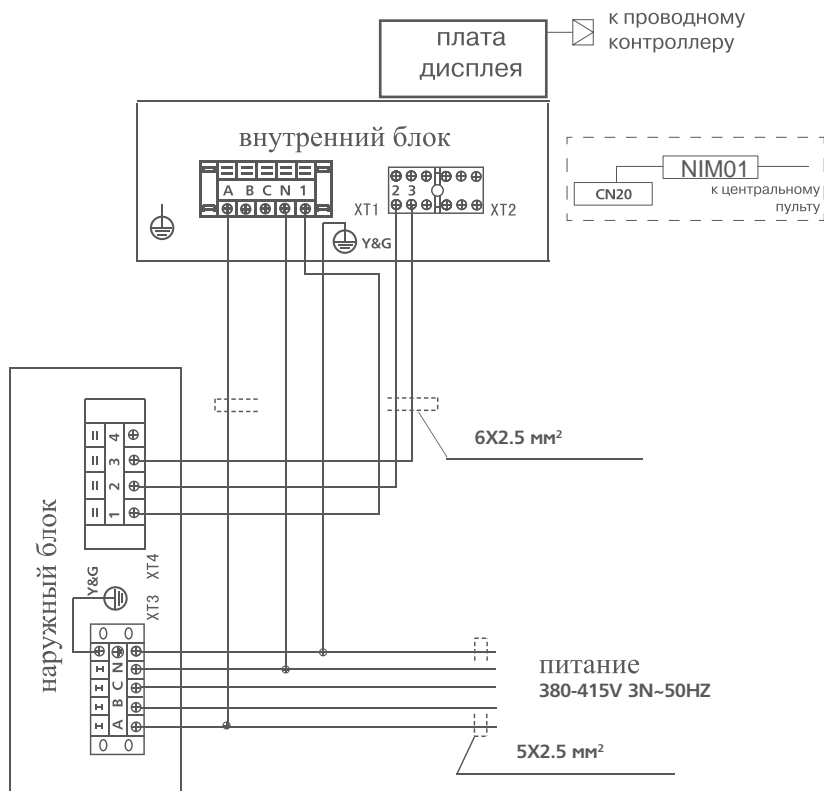 плата
дисплея
к проводному
контроллеру
внутренний блок
A B C N 1
XT1
2 3
XT2
Y&G
NIM01
CN20
к центральному
пульту
6X2.5 мм²
наружный блок
4
3
2
1
XT4
Y&G
XT3
N
C
B
A
питание
380-415V 3N~50HZ
5X2.5 мм²